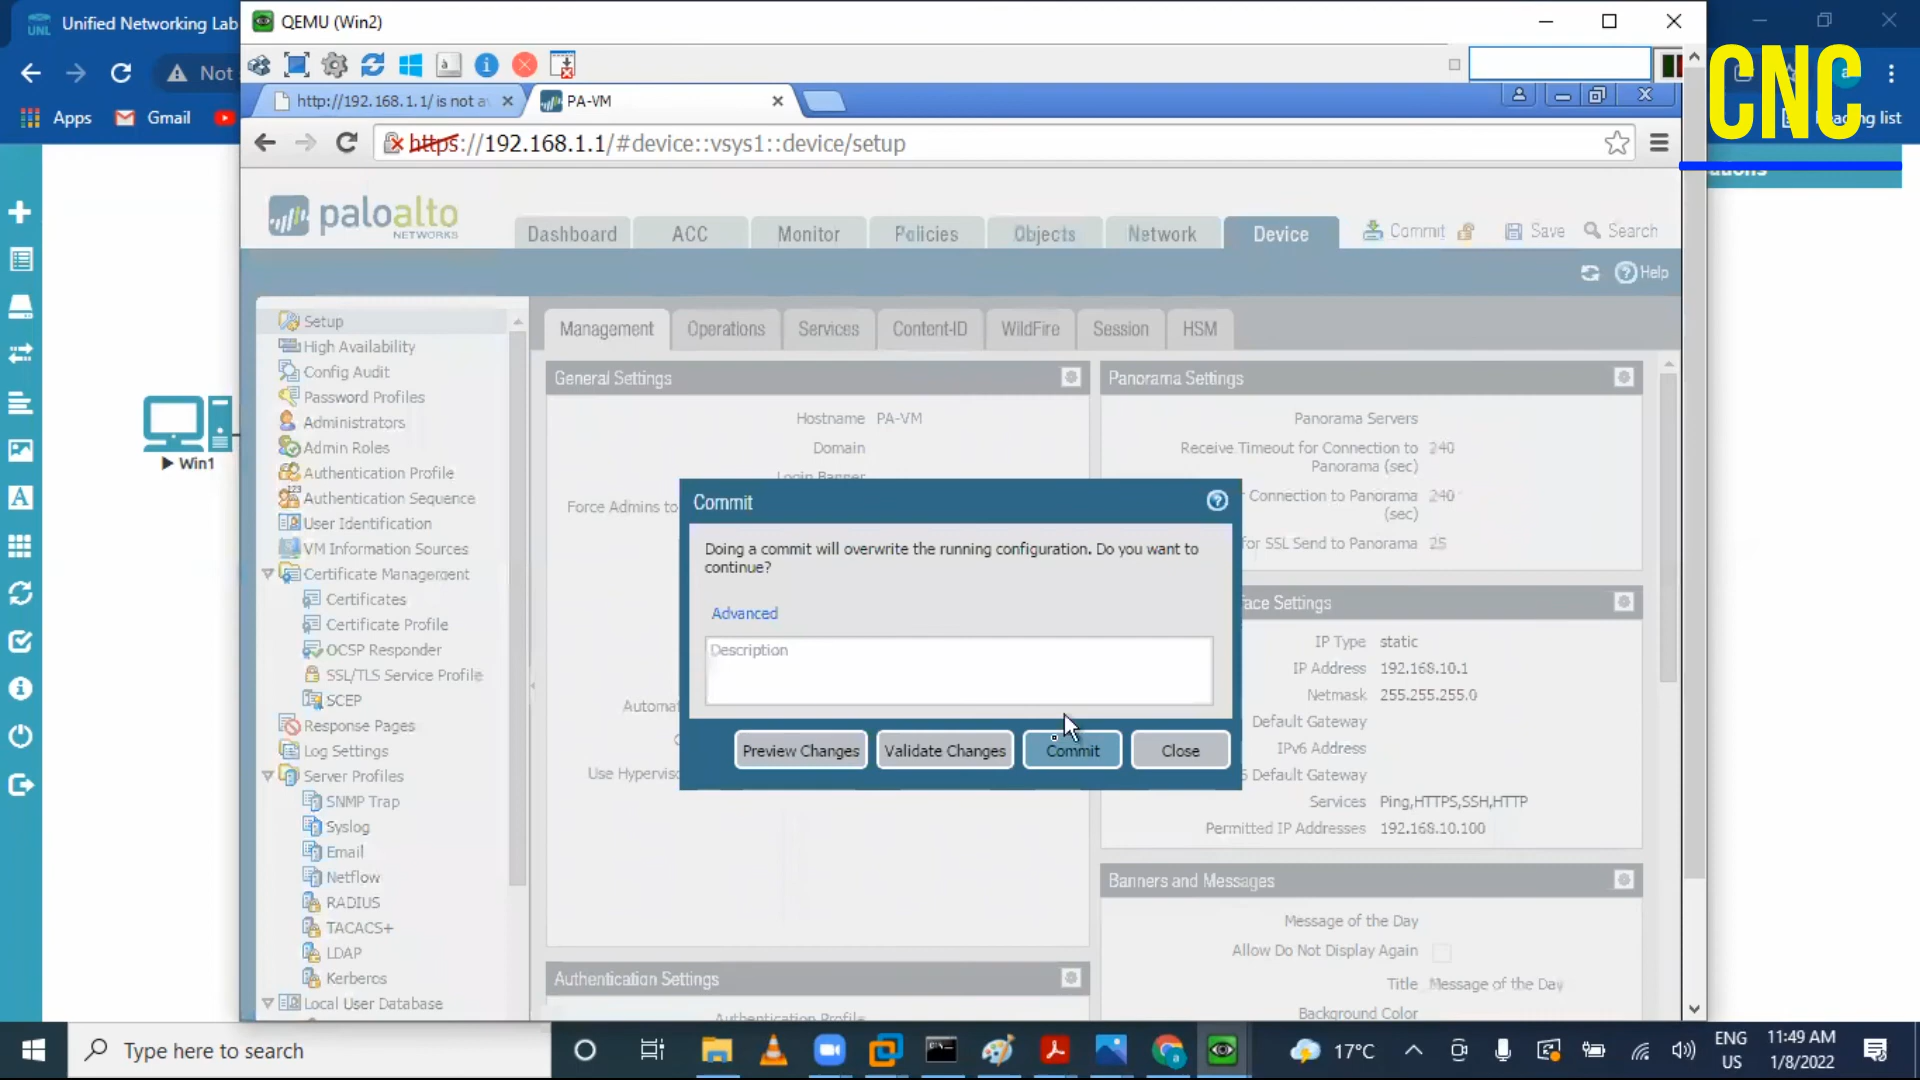 UNL Unified Networking Lab
QEMU (Win2)
Not
CNC
Apps
Gmail
Reading list
http://192.168.1.1/ is not a
PA-VM
https://192.168.1.1/#device::vsys1::device/setup
paloalto
NETWORKS
Dashboard
ACC
Monitor
Policies
Objects
Network
Device
Commit
Save
Search
Help
Win1
Setup
High Availability
Config Audit
Password Profiles
Administrators
Admin Roles
Authentication Profile
Authentication Sequence
User Identification
VM Information Sources
Certificate Management
Certificates
Certificate Profile
OCSP Responder
SSL/TLS Service Profile
SCEP
Response Pages
Log Settings
Server Profiles
SNMP Trap
Syslog
Email
Netflow
RADIUS
TACACS+
LDAP
Kerberos
Local User Database
Management
Operations
Services
Content-ID
WildFire
Session
HSM
General Settings
Hostname PA-VM
Domain
Login Banner
Force Admins to
Automa
Use Hypervis
Authentication Settings
Authentication Profile
Commit
Doing a commit will overwrite the running configuration. Do you want to
continue?
Advanced
Description
Preview Changes
Validate Changes
Commit
Close
Panorama Settings
Panorama Servers
Receive Timeout for Connection to 240
Panorama (sec)
Connection to Panorama 240
(sec)
for SSL Send to Panorama 25
face Settings
IP Type static
IP Address 192.168.10.1
Netmask 255.255.255.0
Default Gateway
IPv6 Address
Default Gateway
Services Ping,HTTPS,SSH,HTTP
Permitted IP Addresses 192.168.10.100
Banners and Messages
Message of the Day
Allow Do Not Display Again
Title Message of the Day
Background Color
Type here to search
17°C
ENG
US
11:49 AM
1/8/2022